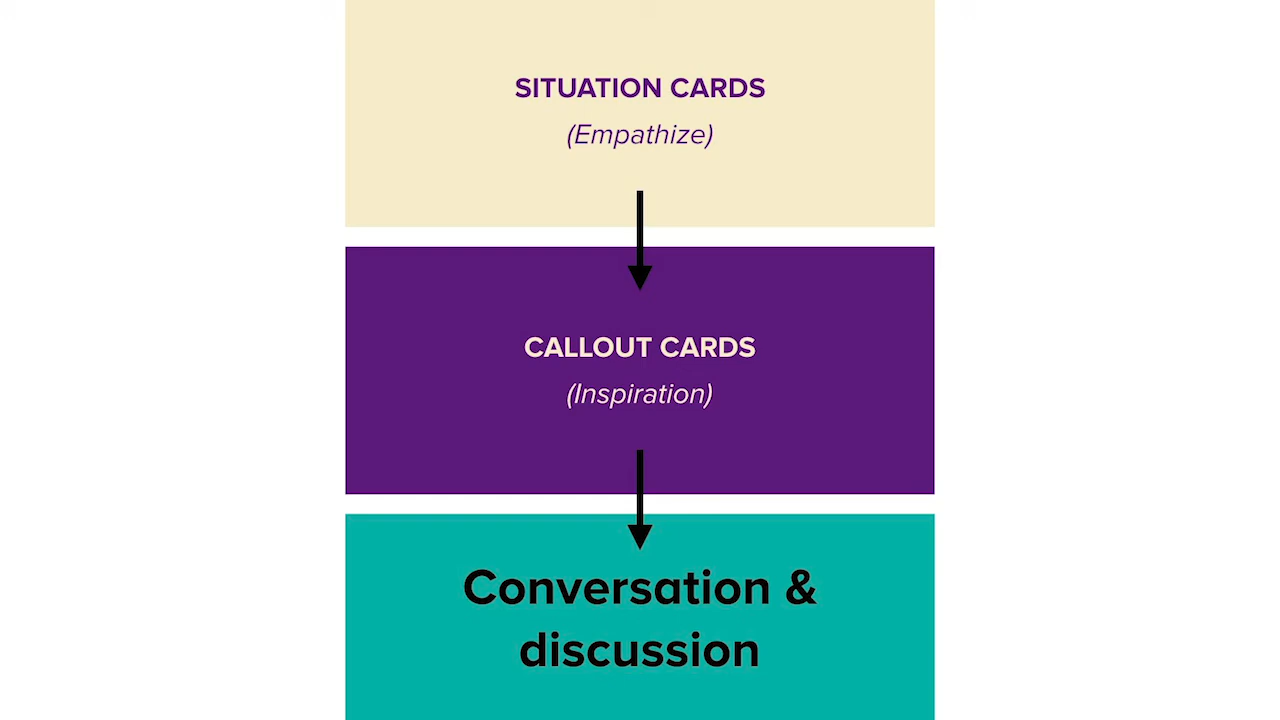 SITUATION CARDS
(Empathize)
CALLOUT CARDS
(Inspiration)
Conversation &
discussion